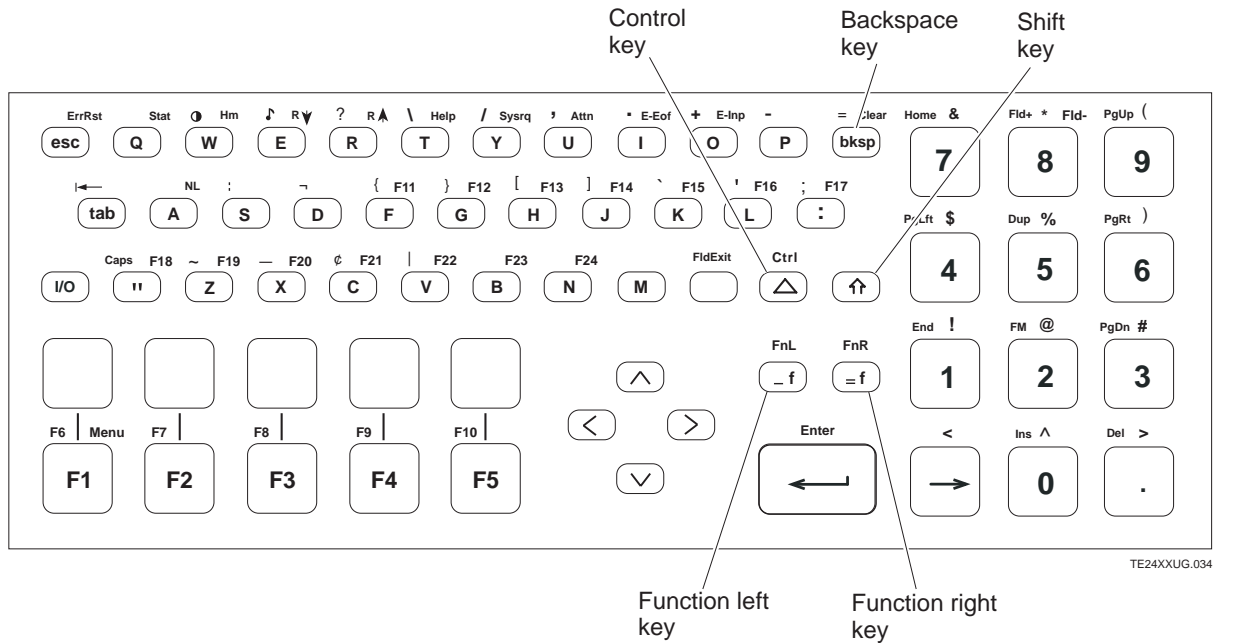 Control
key
Backspace
key
Shift
key
ErrRst Stat Hm ♪ R ? R \ Help / Sysrq , Attn . E-Eof + E-Inp - = Clear Home & Fld+ * Fld- PgUp (
esc Q W E R T Y U I O P bksp 7 8 9
NL ¦ ¬ { F11 } F12 [ F13 ] F14 ` F15 ' F16 ; F17
tab A S D F G H J K L : 
PgLft $ Dup % PgRt )
4 5 6
Caps F18 ~ F19 — F20 ¢ F21 | F22 F23 F24 FldExit Ctrl
I/O " Z X C V B N M
End ! FM @ PgDn #
1 2 3
FnL FnR
_ f = f
F6 Menu F7 F8 F9 F10 Enter < Ins ^ Del >
F1 F2 F3 F4 F5 0 .
TE24XXUG.034
Function left
key
Function right
key